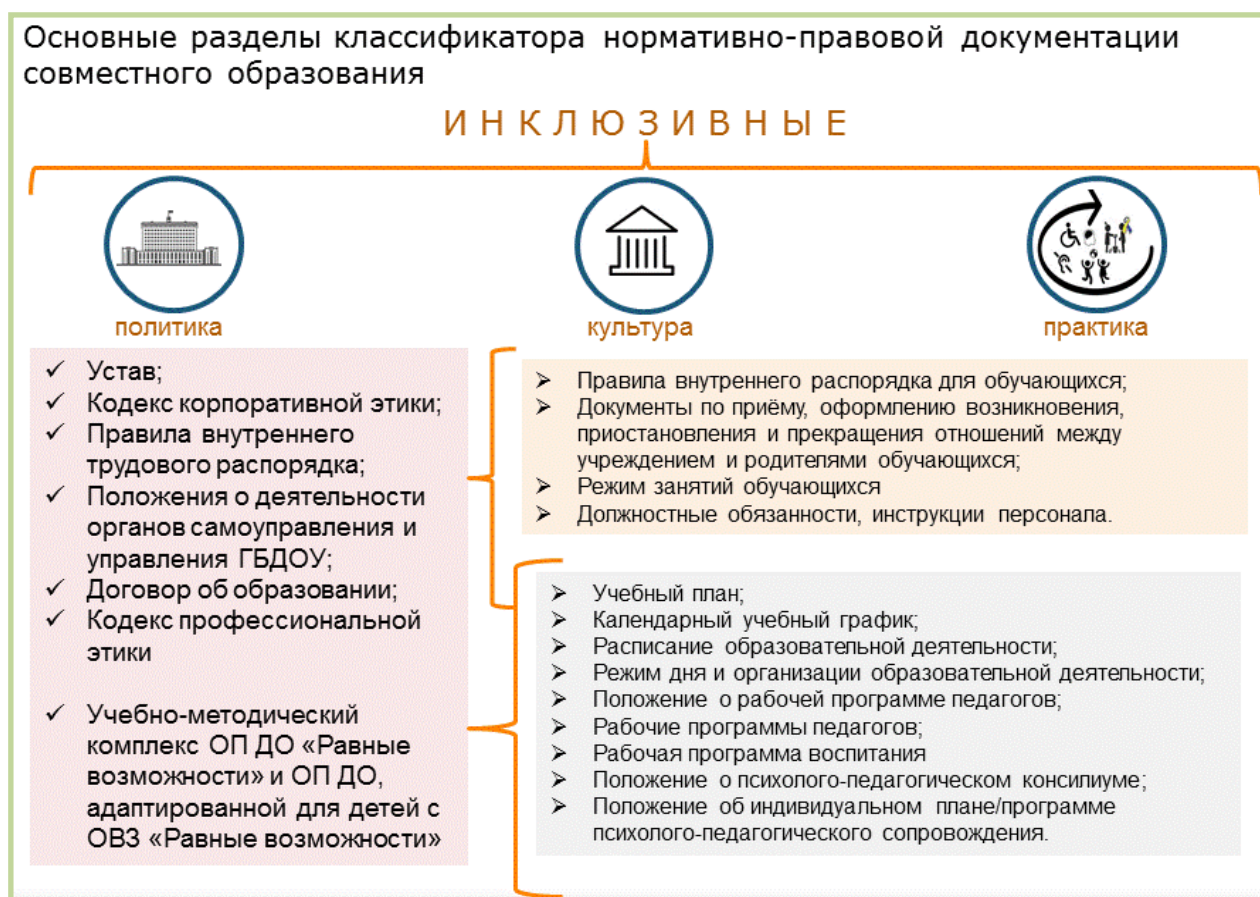 Основные разделы классификатора нормативно-правовой документации
совместного образования
И Н К Л Ю З И В Н Ы Е
политика
культура
практика
✓ Устав;
✓ Кодекс корпоративной этики;
✓ Правила внутреннего
трудового распорядка;
✓ Положения о деятельности
органов самоуправления и
управления ГБДОУ;
✓ Договор об образовании;
✓ Кодекс профессиональной
этики
✓ Учебно-методический
комплекс ОП ДО «Равные
возможности» и ОП ДО,
адаптированной для детей с
ОВЗ «Равные возможности»
➢ Правила внутреннего распорядка для обучающихся;
➢ Документы по приёму, оформлению возникновения,
приостановления и прекращения отношений между
учреждением и родителями обучающихся;
➢ Режим занятий обучающихся
➢ Должностные обязанности, инструкции персонала.
➢ Учебный план;
➢ Календарный учебный график;
➢ Расписание образовательной деятельности;
➢ Режим дня и организации образовательной деятельности;
➢ Положение о рабочей программе педагогов;
➢ Рабочие программы педагогов;
➢ Рабочая программа воспитания
➢ Положение о психолого-педагогическом консилиуме;
➢ Положение об индивидуальном плане/программе
психолого-педагогического сопровождения.